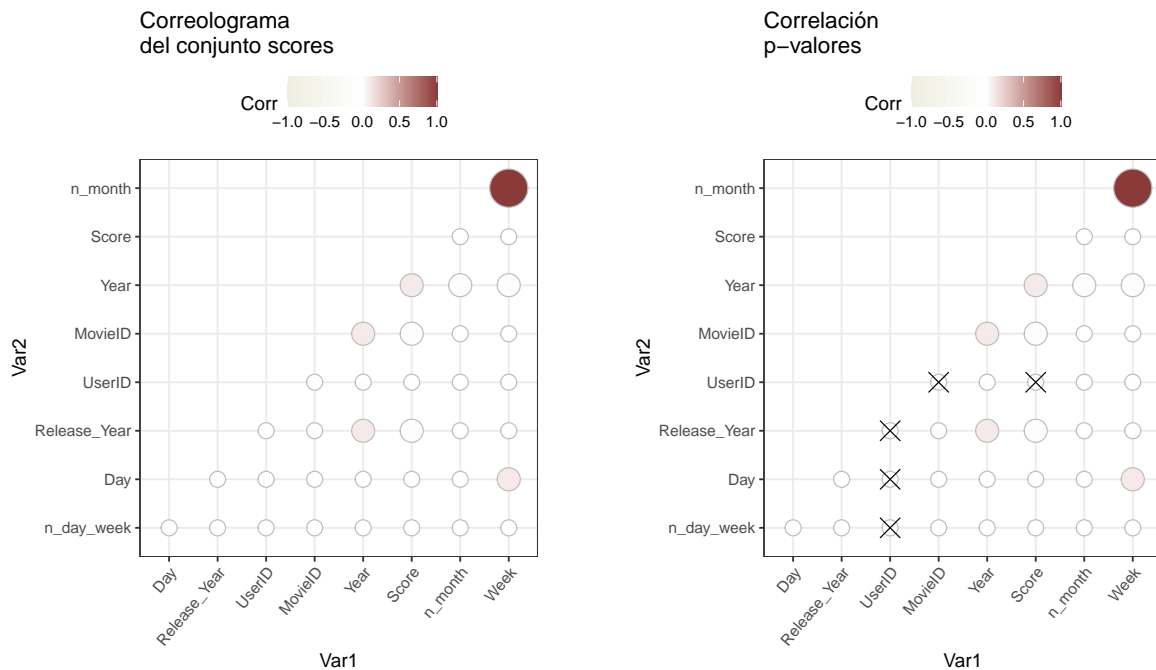 Correolograma
del conjunto scores
Corr
−1.0 −0.5 0.0 0.5 1.0
n_month
Score
Year
MovieID
UserID
Release_Year
Day
n_day_week
Var2
Day
Release_Year
UserID
MovieID
Year
Score
n_month
Week
Var1
Correlación
p−valores
Corr
−1.0 −0.5 0.0 0.5 1.0
n_month
Score
Year
MovieID
UserID
Release_Year
Day
n_day_week
Var2
Day
Release_Year
UserID
MovieID
Year
Score
n_month
Week
Var1